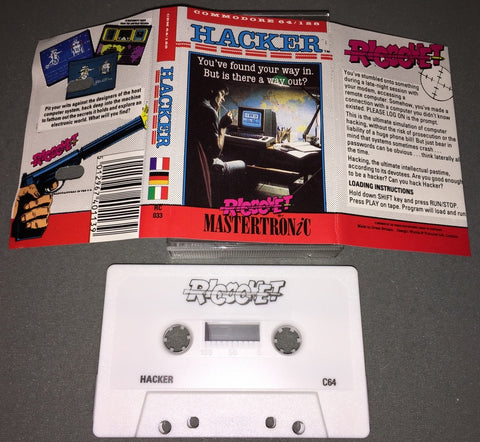 Pit your wits against the designers of the host
computer system, hack deep into the machine
to fathom out the secrets it holds and explore an
electronic world. What will you find?
RICOCHET
5 013274 011139
HACKER
RC
033
COMMODORE 64/128
HACKER™
You've found your way in.
But is there a way out?
RICOCHET
MASTERTRONIC
RICOCHET
You've stumbled onto something
during a late night session with
your modem, accessing a
remote computer. Somehow, you've made a
connection with a computer you didn't know
existed. PLEASE LOG ON is the prompt.
This is the ultimate simulation of computer
hacking, without the risk of prosecution or the
liability of a huge phone bill! But just bear in
mind that systems sometimes crash and
passwords can be obvious . . . think laterally all
the time.
Hacking, the ultimate intellectual pastime,
according to its devotees. Are you good enough
to be a hacker? Can you hack Hacker?
LOADING INSTRUCTIONS
Hold down SHIFT key and press RUN/STOP.
Press PLAY on tape. Program will load and run
RICOCHET
HACKER
C64